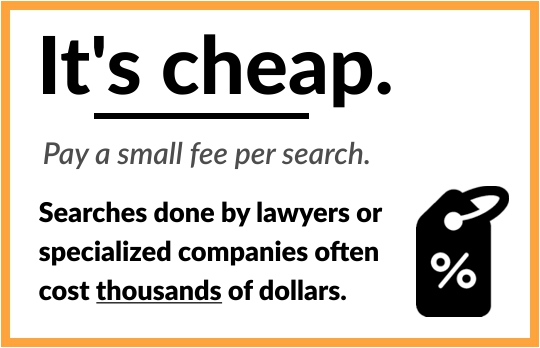 It's cheap.
Pay a small fee per search.
Searches done by lawyers or
specialized companies often
cost thousands of dollars.
%